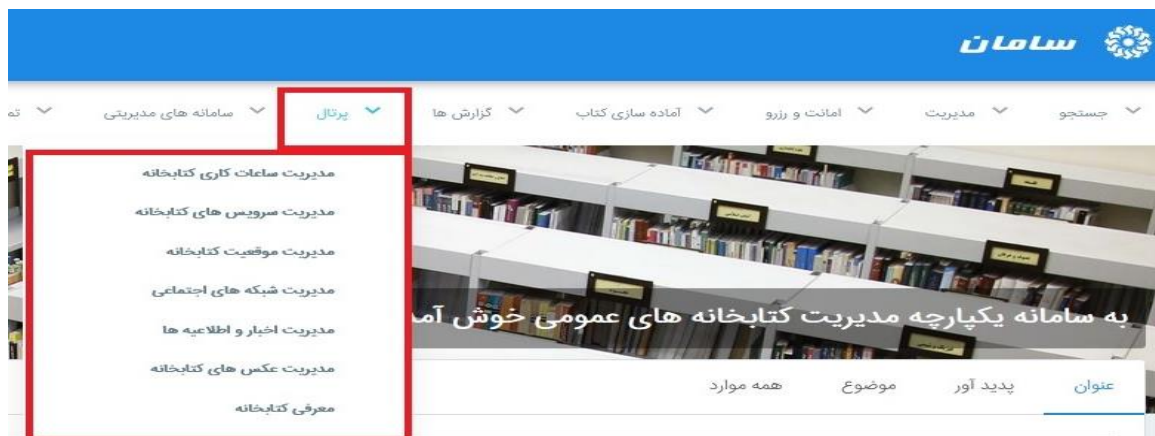 سامان
جستجو مدیریت امانت و رزرو آماده سازی کتاب گزارش ها پرتال سامانه های مدیریتی
مدیریت ساعات کاری کتابخانه
مدیریت سرویس های کتابخانه
مدیریت موقعیت کتابخانه
مدیریت شبکه های اجتماعی
مدیریت اخبار و اطلاعیه ها
مدیریت عکس های کتابخانه
معرفی کتابخانه
به سامانه یکپارچه مدیریت کتابخانه های عمومی خوش آمد
عنوان پدید آور موضوع همه موارد